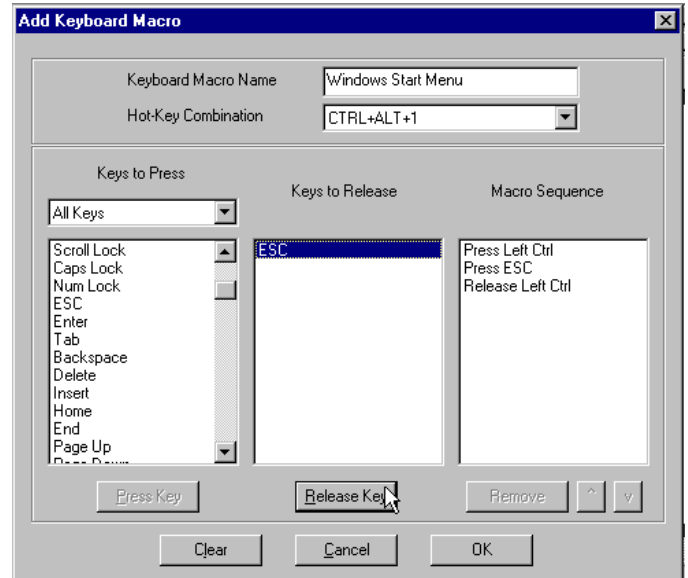 Add Keyboard Macro
Keyboard Macro Name
Windows Start Menu
Hot-Key Combination
CTRL+ALT+1
Keys to Press
All Keys
Scroll Lock
Caps Lock
Num Lock
ESC
Enter
Tab
Backspace
Delete
Insert
Home
End
Page Up
Page Down
Press Key
Keys to Release
ESC
Release Key
Macro Sequence
Press Left Ctrl
Press ESC
Release Left Ctrl
Remove
^
v
Clear
Cancel
OK